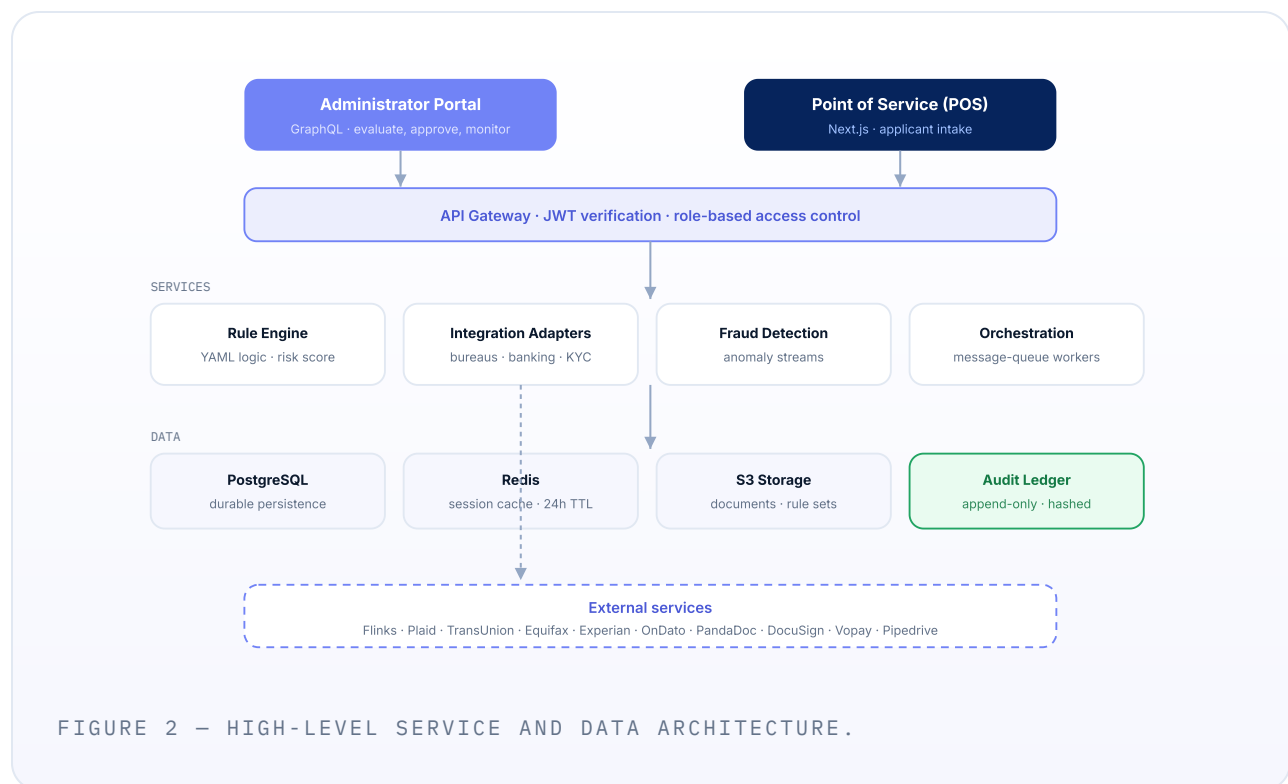 Administrator Portal
GraphQL · evaluate, approve, monitor
Point of Service (POS)
Next.js · applicant intake
API Gateway · JWT verification · role-based access control
SERVICES
Rule Engine
YAML logic · risk score
Integration Adapters
bureaus · banking · KYC
Fraud Detection
anomaly streams
Orchestration
message-queue workers
DATA
PostgreSQL
durable persistence
Redis
session cache · 24h TTL
S3 Storage
documents · rule sets
Audit Ledger
append-only · hashed
External services
Flinks · Plaid · TransUnion · Equifax · Experian · OnDato · PandaDoc · DocuSign · Vopay · Pipedrive
FIGURE 2 — HIGH-LEVEL SERVICE AND DATA ARCHITECTURE.